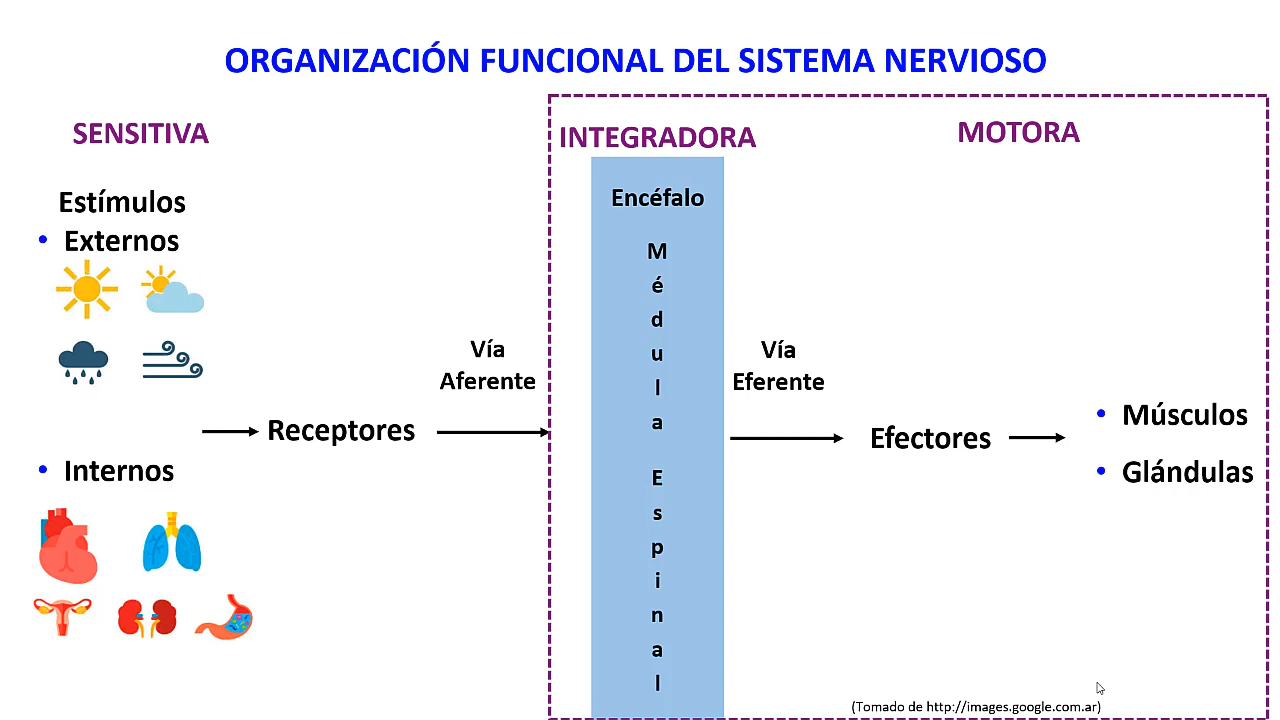 ORGANIZACIÓN FUNCIONAL DEL SISTEMA NERVIOSO
SENSITIVA
Estímulos
• Externos
• Internos
Receptores
Vía
Aferente
INTEGRADORA
Encéfalo
M
é
d
u
l
a
E
s
p
i
n
a
l
MOTORA
Vía
Eferente
Efectores
• Músculos
• Glándulas
(Tomado de http://images.google.com.ar)